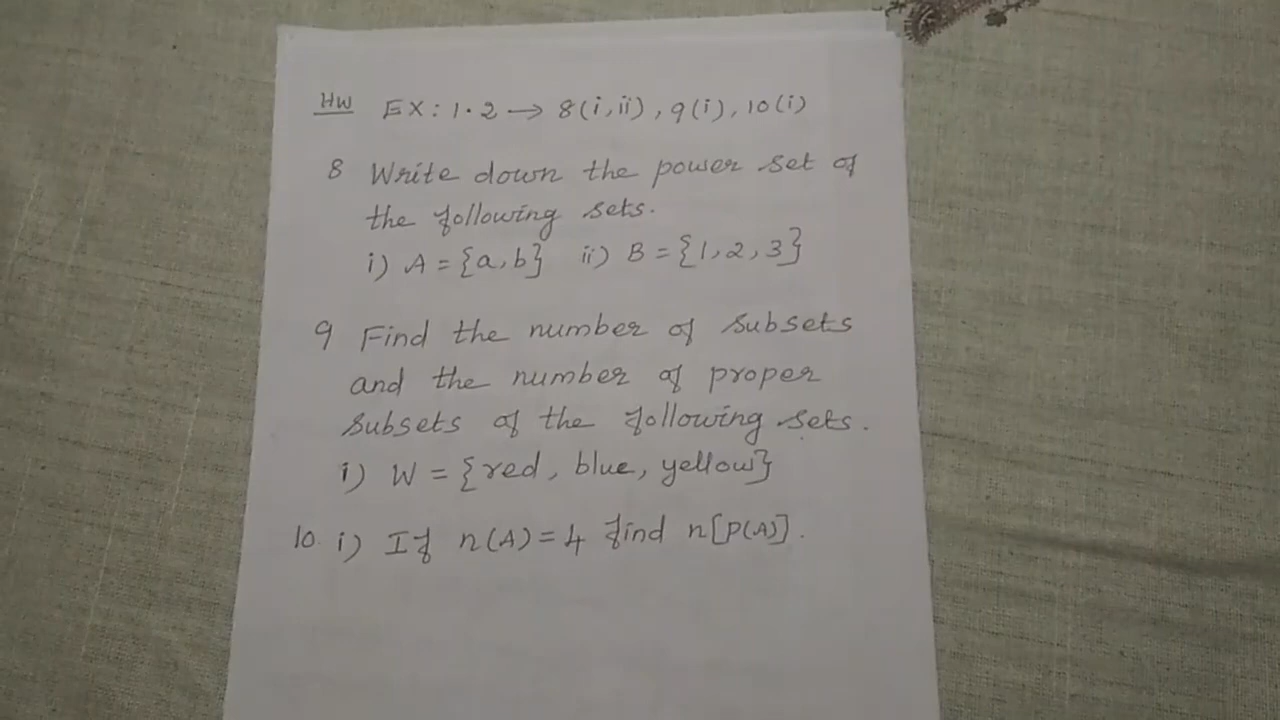 HW EX: 1.2 → 8(i,ii), 9(i), 10(i)
8 Write down the power set of
the following sets.
i) A = {a, b} ii) B = {1, 2, 3}
9 Find the number of subsets
and the number of proper
subsets of the following sets.
i) W = {red, blue, yellow}
10. i) If n(A) = 4 find n[P(A)].